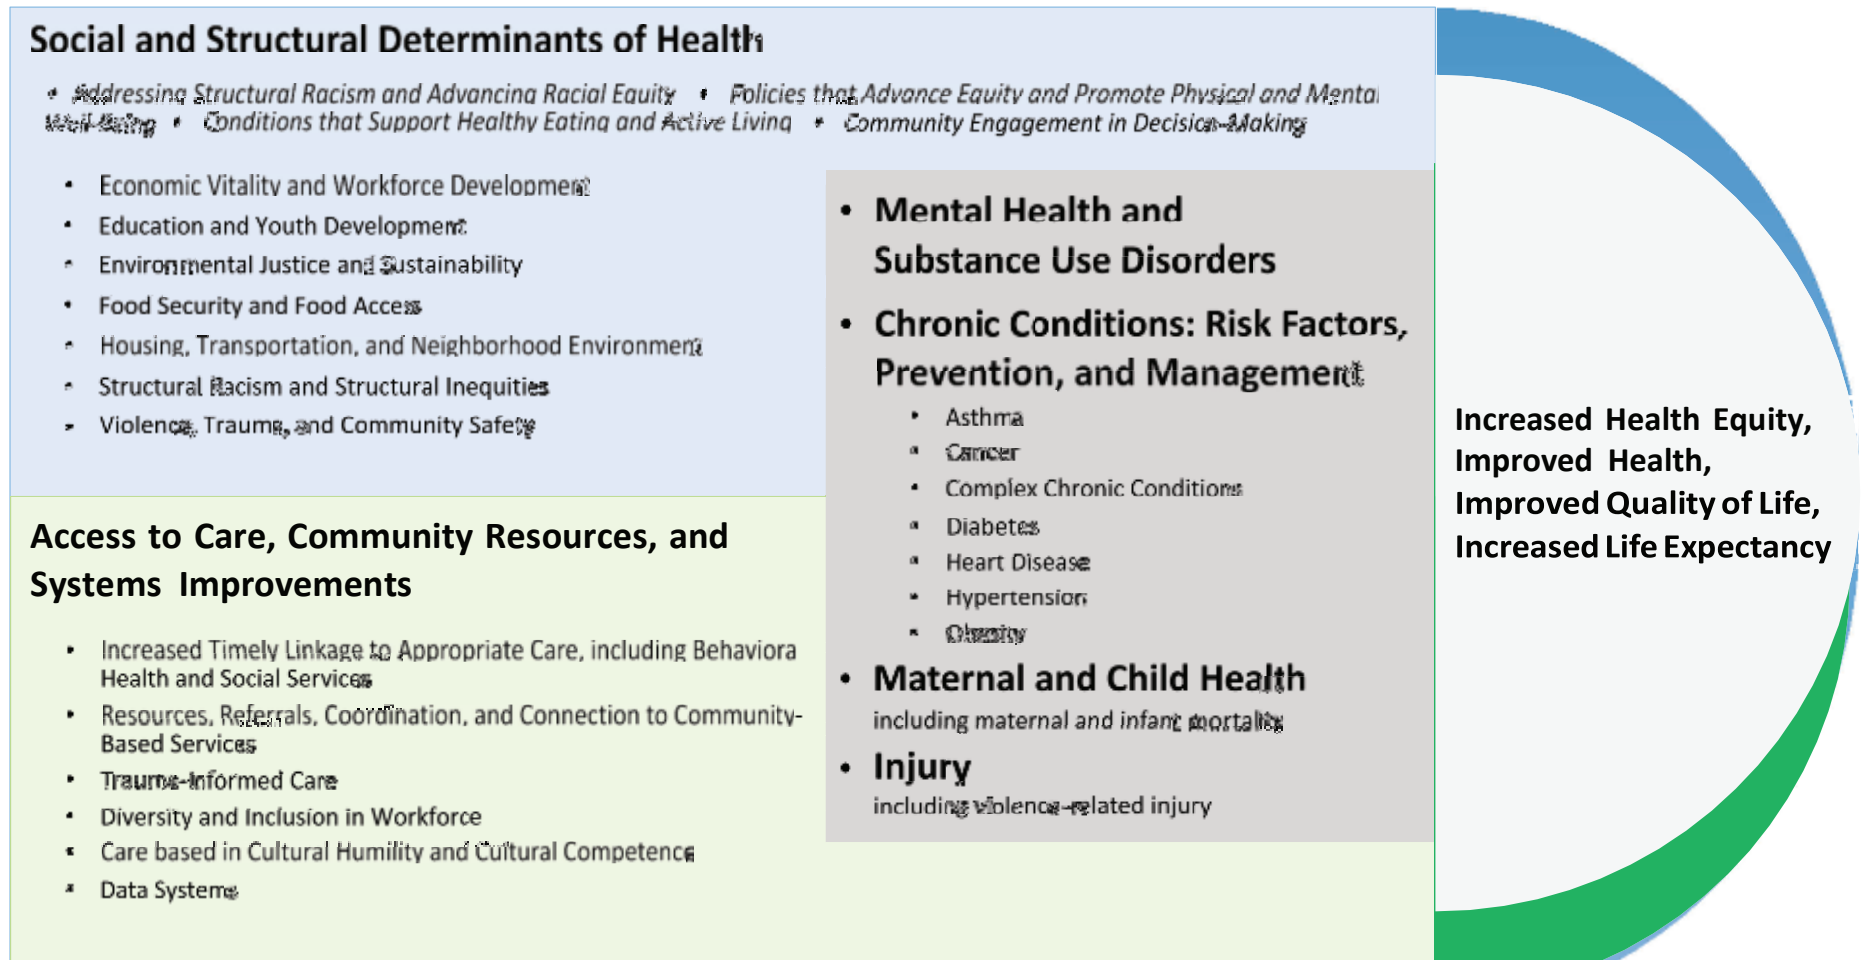 Social and Structural Determinants of Health
• Addressing Structural Racism and Advancing Racial Equity • Policies that Advance Equity and Promote Physical and Mental
Well-Being • Conditions that Support Healthy Eating and Active Living • Community Engagement in Decision-Making
• Economic Vitality and Workforce Development
• Education and Youth Development
• Environmental Justice and Sustainability
• Food Security and Food Access
• Housing, Transportation, and Neighborhood Environment
• Structural Racism and Structural Inequities
• Violence, Trauma, and Community Safety
Access to Care, Community Resources, and
Systems Improvements
• Increased Timely Linkage to Appropriate Care, including Behaviora
Health and Social Services
• Resources, Referrals, Coordination, and Connection to Community-
Based Services
• Trauma-Informed Care
• Diversity and Inclusion in Workforce
• Care based in Cultural Humility and Cultural Competence
• Data Systems
• Mental Health and
Substance Use Disorders
• Chronic Conditions: Risk Factors,
Prevention, and Management
• Asthma
• Cancer
• Complex Chronic Conditions
• Diabetes
• Heart Disease
• Hypertension
• Obesity
• Maternal and Child Health
including maternal and infant mortality
• Injury
including violence-related injury
Increased Health Equity,
Improved Health,
Improved Quality of Life,
Increased Life Expectancy